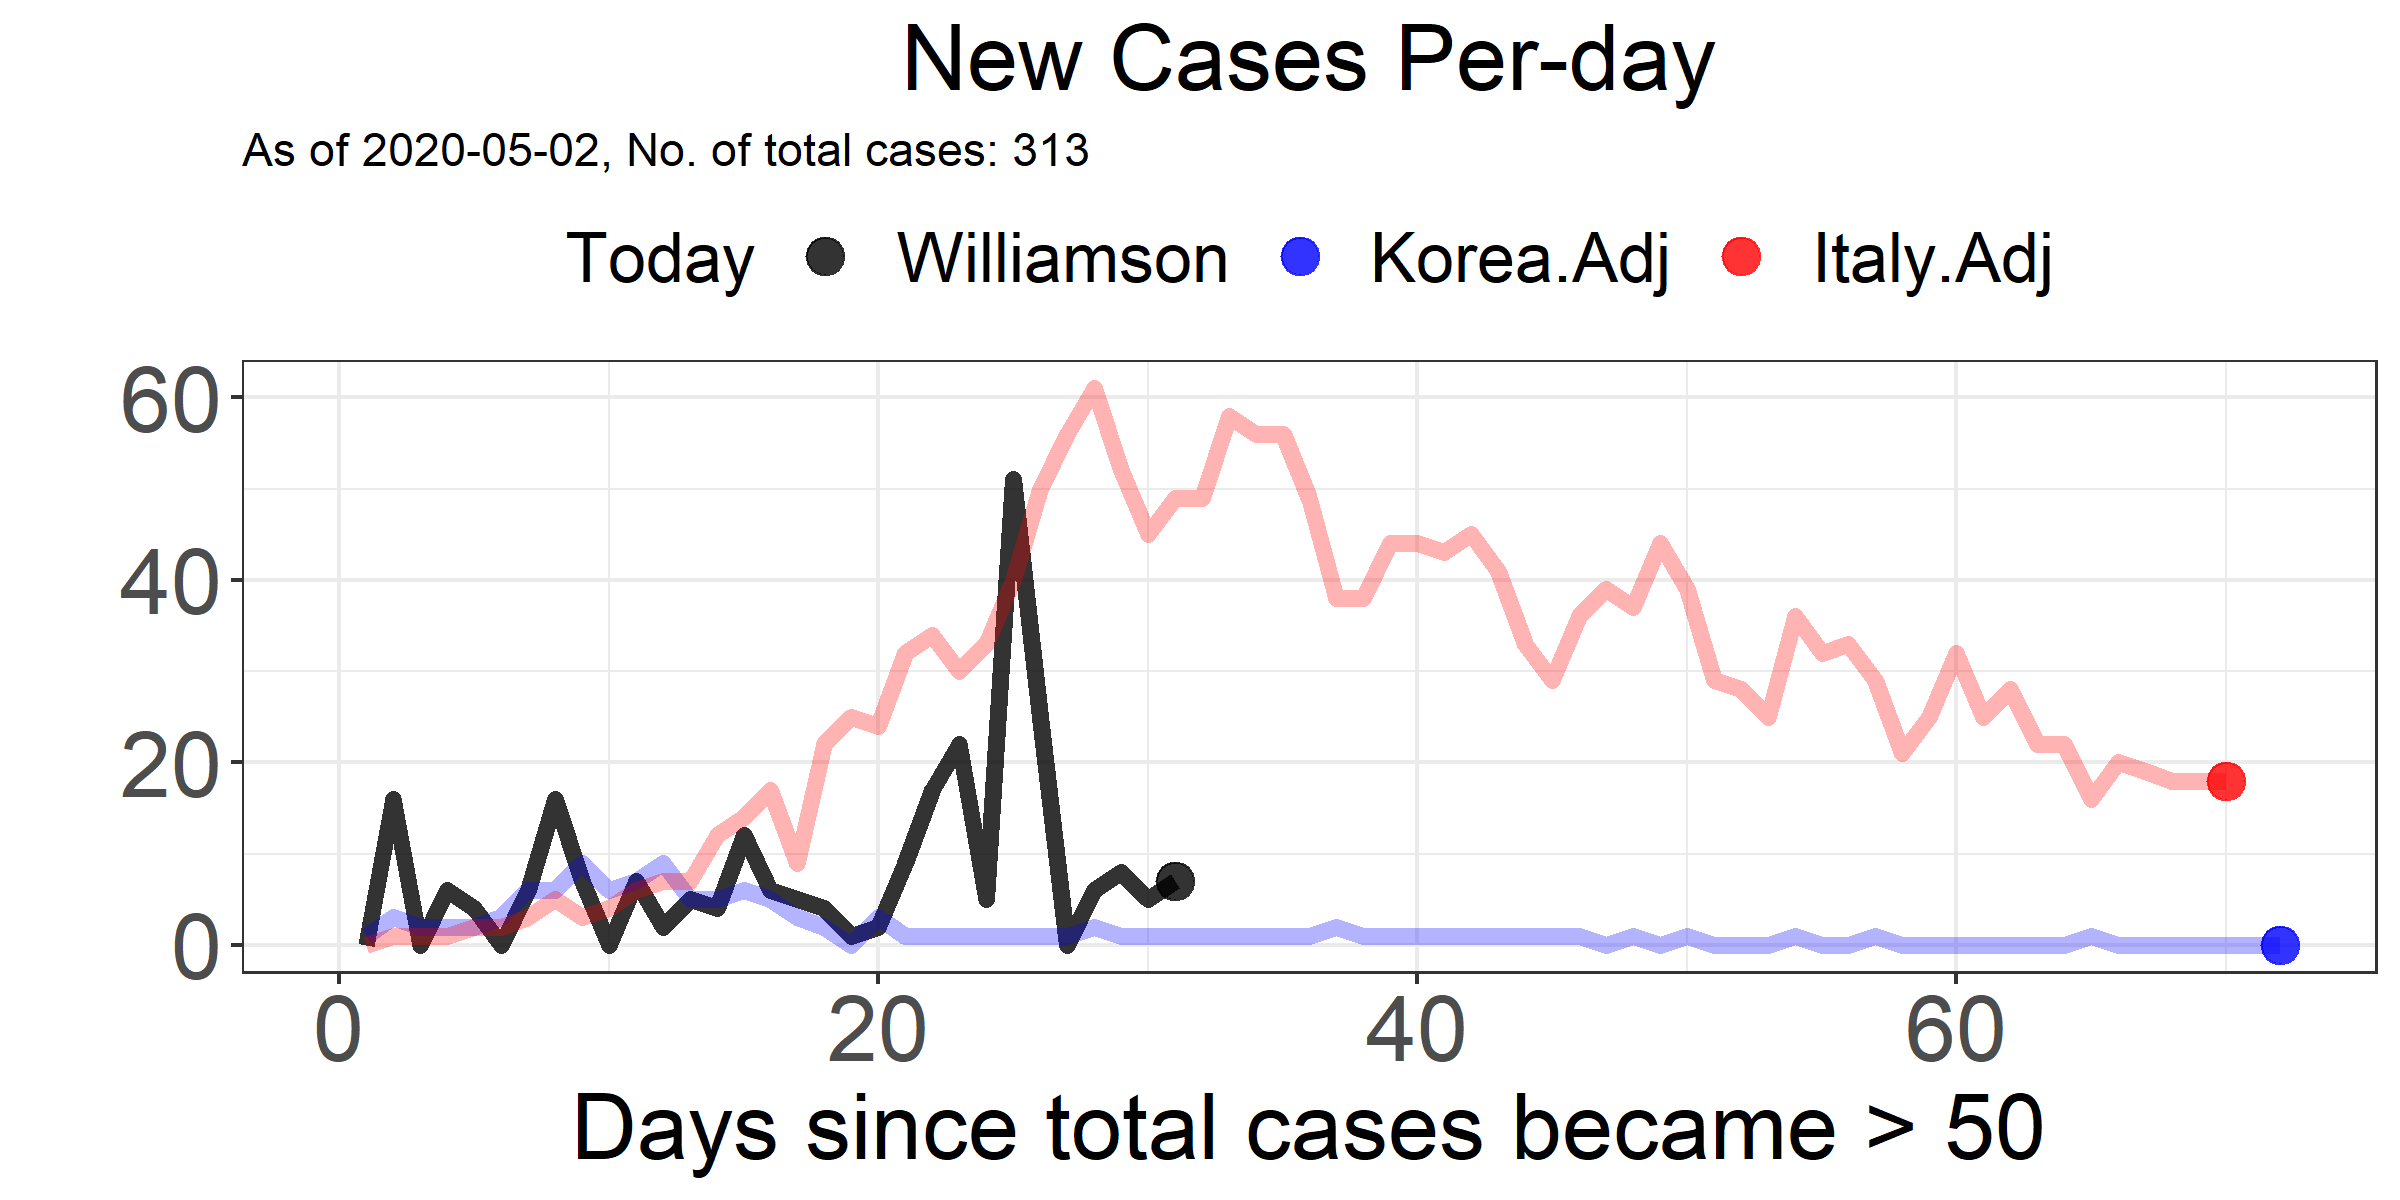 New Cases Per-day
As of 2020-05-02, No. of total cases: 313
Today Williamson Korea.Adj Italy.Adj
60
40
20
0
0 20 40 60
Days since total cases became > 50